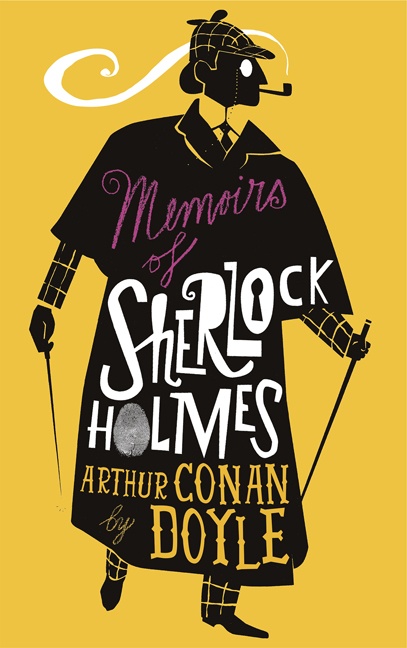 Memoirs
of
SHERLOCK
HOLMES
ARTHUR CONAN
by DOYLE